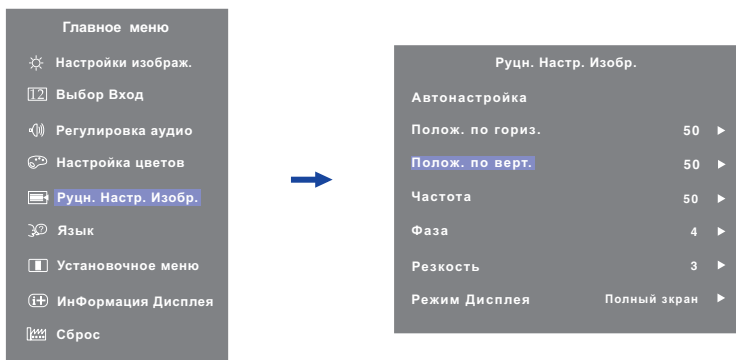 Главное меню
Настройки изображ.
12 Выбор Вход
Регулировка аудио
Настройка цветов
Руцн. Настр. Изобр.
Язык
Установочное меню
i+ ИнФормация Дисплея
Сброс
Руцн. Настр. Изобр.
Автонастройка
Полож. по гориз. 50
Полож. по верт. 50
Частота 50
Фаза 4
Резкость 3
Режим Дисплея Полный зкран